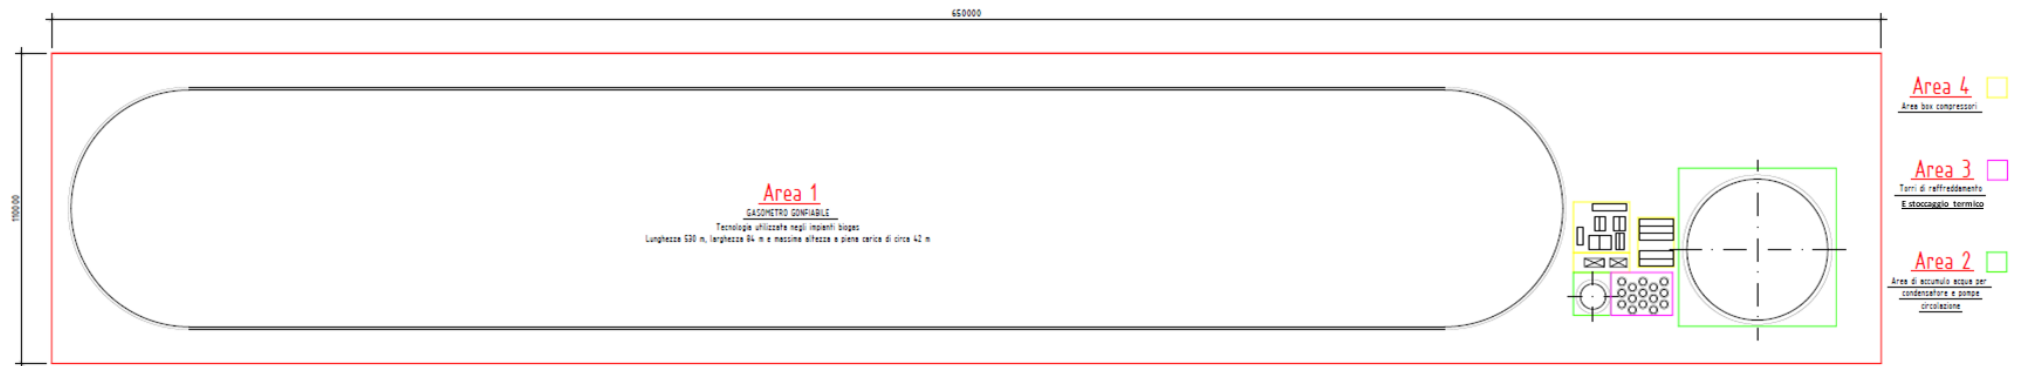 650000
110000
Area 1
GASOMETRO GONFIABILE
Tecnologia utilizzata negli impianti biogas
Lunghezza 530 m, larghezza 84 m e massima altezza a piena carica di circa 42 m
Area 4
Area box compressori
Area 3
Torri di raffreddamento
E stoccaggio termico
Area 2
Area di accumulo acqua per
condensatore e pompe
circolazione